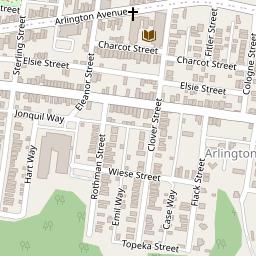 Arlington Avenue
Sterling Street
Charcot Street
Filler Street
Elsie Street
Charcot Street
Cologne Street
Eleanor Street
Elsie Street
Jonquil Way
Clover Street
Hart Way
Rothman Street
Arlington
Wiese Street
Emil Way
Case Way
Flack Street
Topeka Street